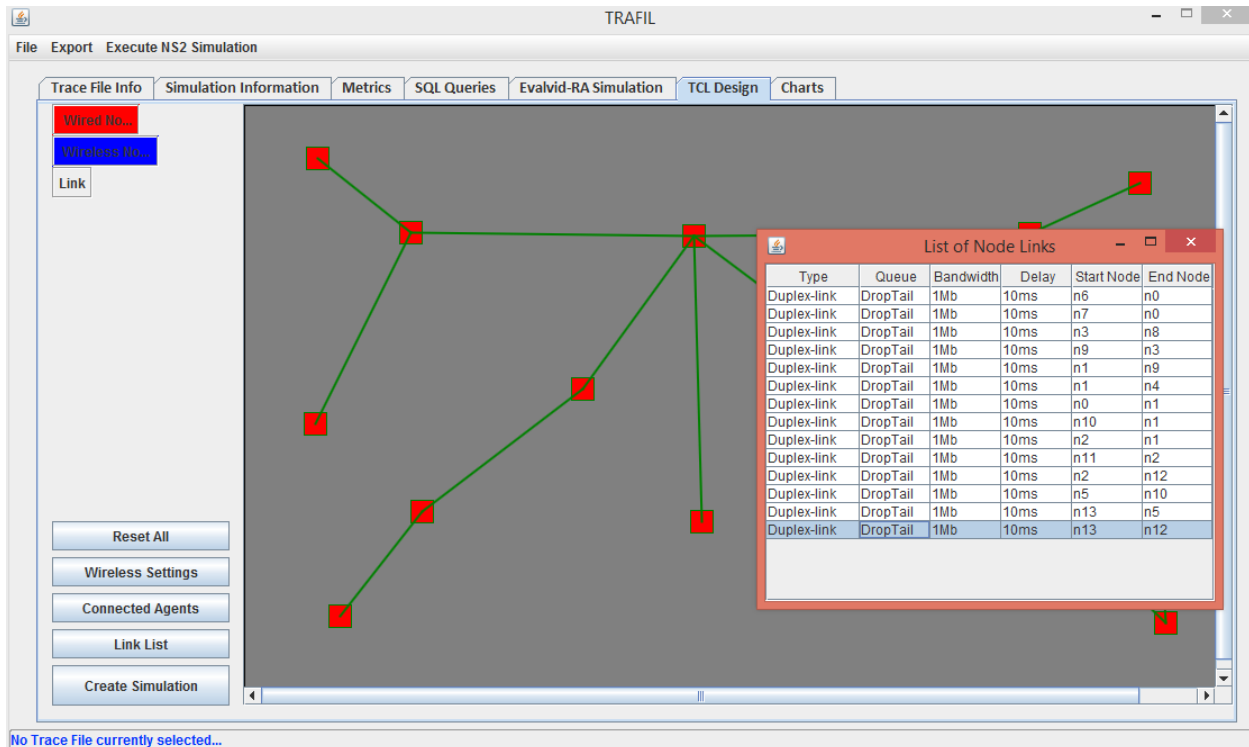 TRAFIL
File Export Execute NS2 Simulation
Trace File Info Simulation Information Metrics SQL Queries Evalvid-RA Simulation TCL Design Charts
Wired No...
Wireless No...
Link
List of Node Links
Type Queue Bandwidth Delay Start Node End Node
Duplex-link DropTail 1Mb 10ms n6 n0
Duplex-link DropTail 1Mb 10ms n7 n0
Duplex-link DropTail 1Mb 10ms n3 n8
Duplex-link DropTail 1Mb 10ms n9 n3
Duplex-link DropTail 1Mb 10ms n1 n9
Duplex-link DropTail 1Mb 10ms n1 n4
Duplex-link DropTail 1Mb 10ms n0 n1
Duplex-link DropTail 1Mb 10ms n10 n1
Duplex-link DropTail 1Mb 10ms n2 n1
Duplex-link DropTail 1Mb 10ms n11 n2
Duplex-link DropTail 1Mb 10ms n2 n12
Duplex-link DropTail 1Mb 10ms n5 n10
Duplex-link DropTail 1Mb 10ms n13 n5
Duplex-link DropTail 1Mb 10ms n13 n12
Reset All
Wireless Settings
Connected Agents
Link List
Create Simulation
No Trace File currently selected...